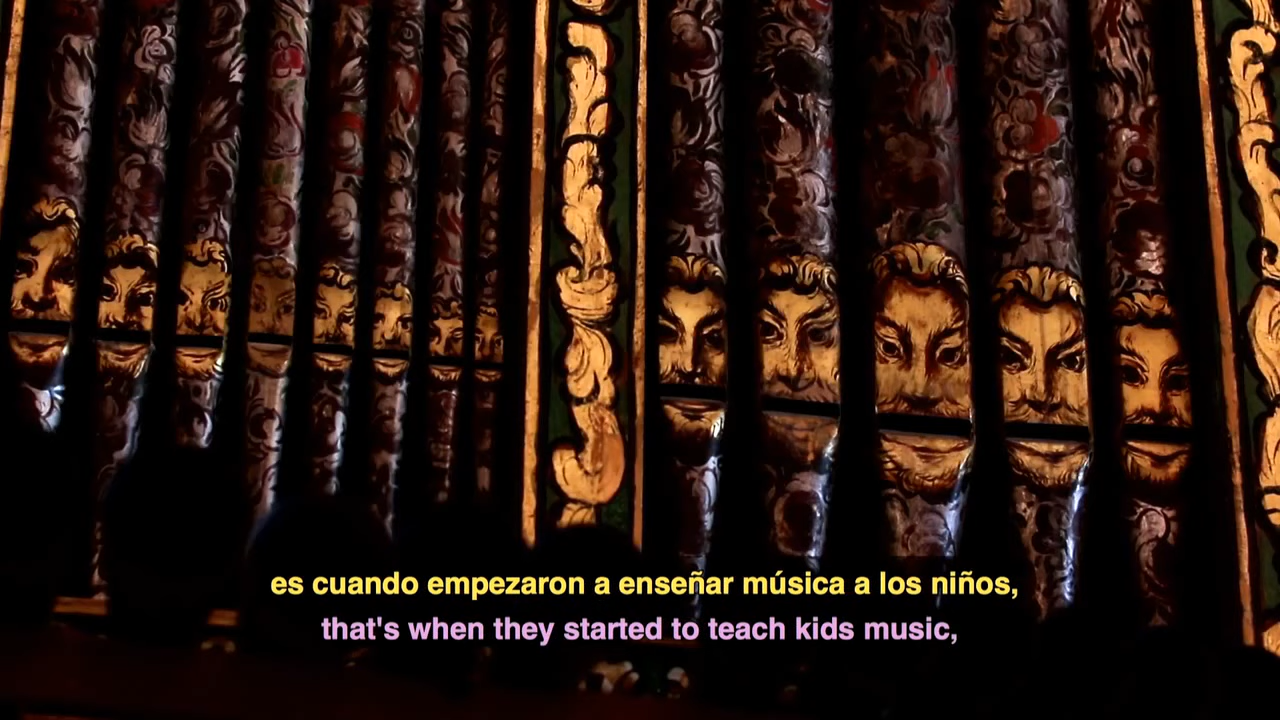 es cuando empezaron a enseñar música a los niños,
that's when they started to teach kids music,